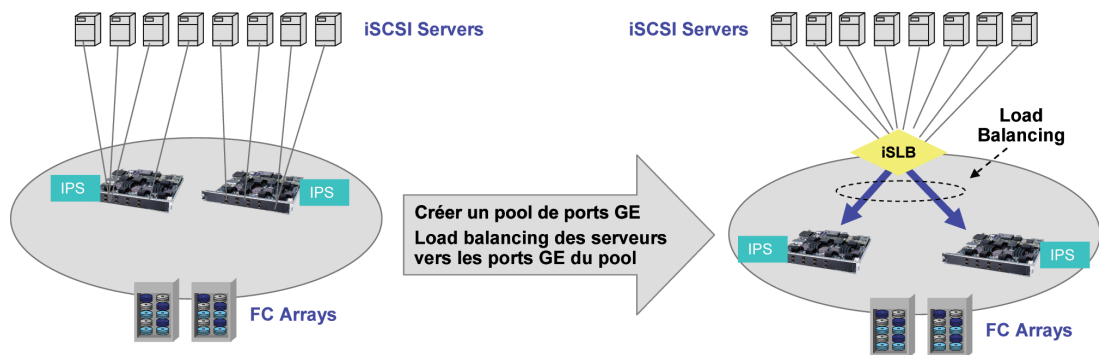 iSCSI Servers
IPS
IPS
FC Arrays
Créer un pool de ports GE
Load balancing des serveurs
vers les ports GE du pool
iSCSI Servers
Load
Balancing
iSLB
IPS
IPS
FC Arrays